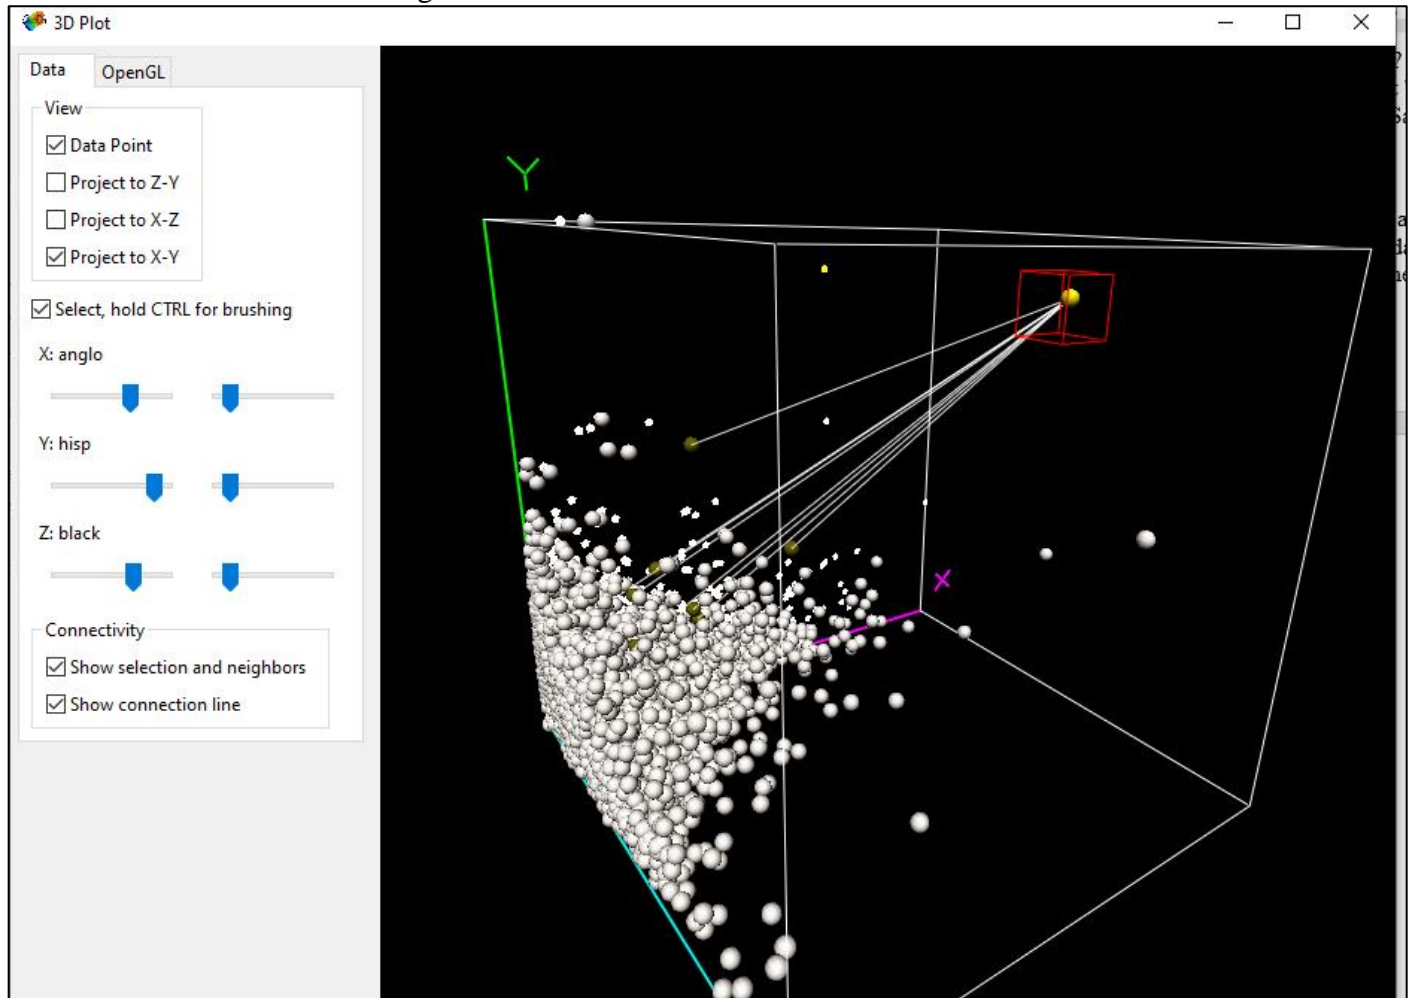 3D Plot
Data
OpenGL
View
Data Point
Project to Z-Y
Project to X-Z
Project to X-Y
Select, hold CTRL for brushing
X: anglo
Y: hisp
Z: black
Connectivity
Show selection and neighbors
Show connection line
Y
X